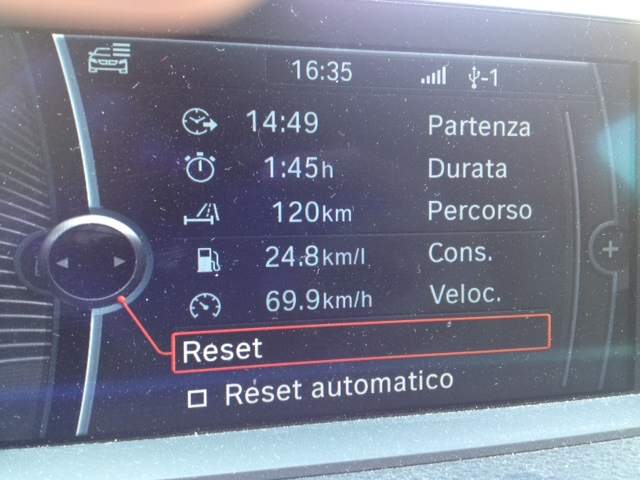 16:35 -1
14:49 Partenza
1:45h Durata
120km Percorso
24.8km/l Cons.
69.9km/h Veloc.
Reset
Reset automatico